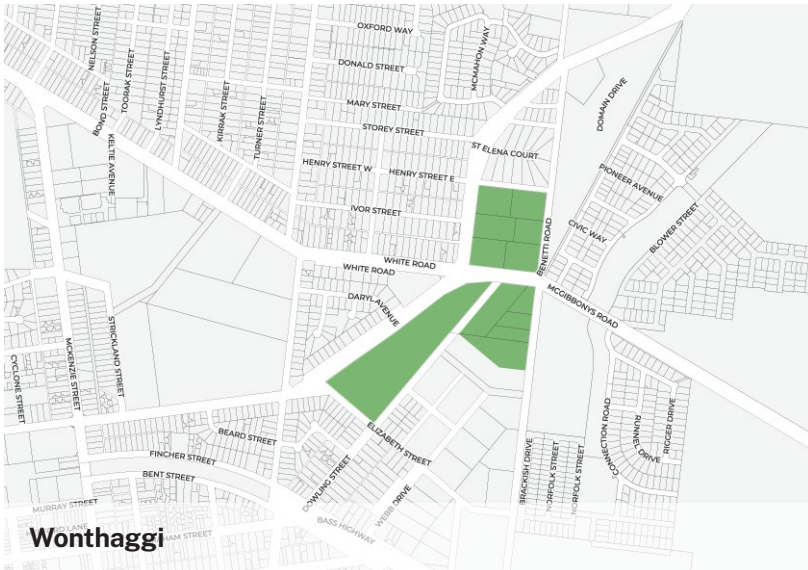 OXFORD WAY
MCMAHON WAY
NELSON STREET
DONALD STREET
TOORAK STREET
LYNDHURST STREET
DOMAIN DRIVE
MARY STREET
BOND STREET
KIRRAK STREET
TURNER STREET
STOREY STREET
ST ELENA COURT
KELTIE AVENUE
HENRY STREET W
HENRY STREET E
PIONEER AVENUE
IVOR STREET
BLOWER STREET
CIVIC WAY
BENETTI ROAD
WHITE ROAD
WHITE ROAD
MCGIBBONYS ROAD
DARYL AVENUE
STRICKLAND STREET
MCKENZIE STREET
CYCLONE STREET
CONNECTION ROAD
RUNNEL DRIVE
RIGGER DRIVE
BEARD STREET
ELIZABETH STREET
FINCHER STREET
BENT STREET
DOWLING STREET
WEBB DRIVE
BRACKISH DRIVE
NORFOLK STREET
NORFOLK STREET
MURRAY STREET
BASS HIGHWAY
LANE
STREET
Wonthaggi